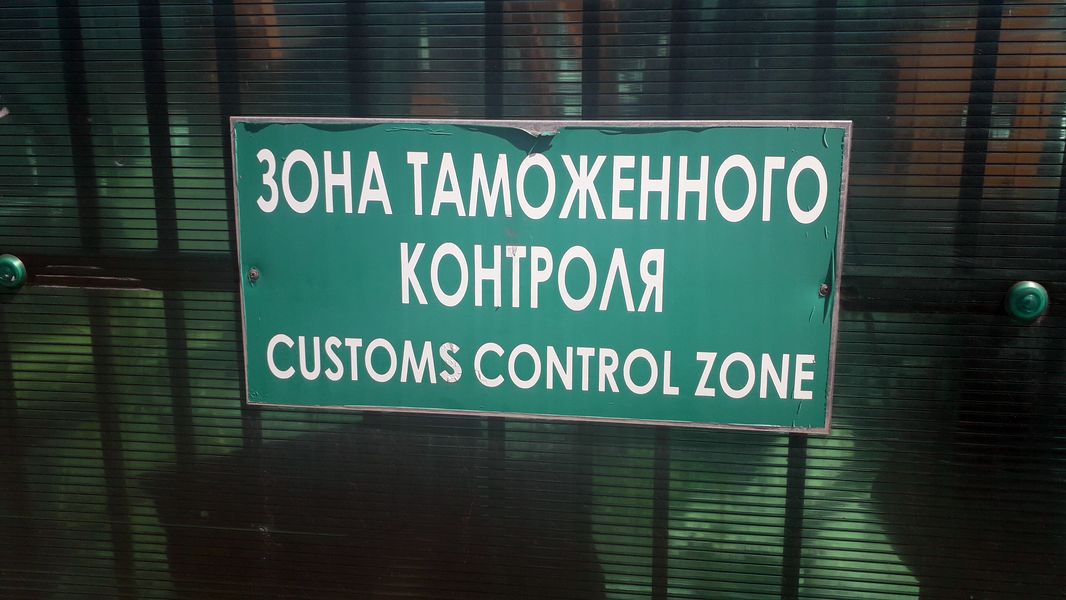 ЗОНА ТАМОЖЕННОГО
КОНТРОЛЯ
CUSTOMS CONTROL ZONE